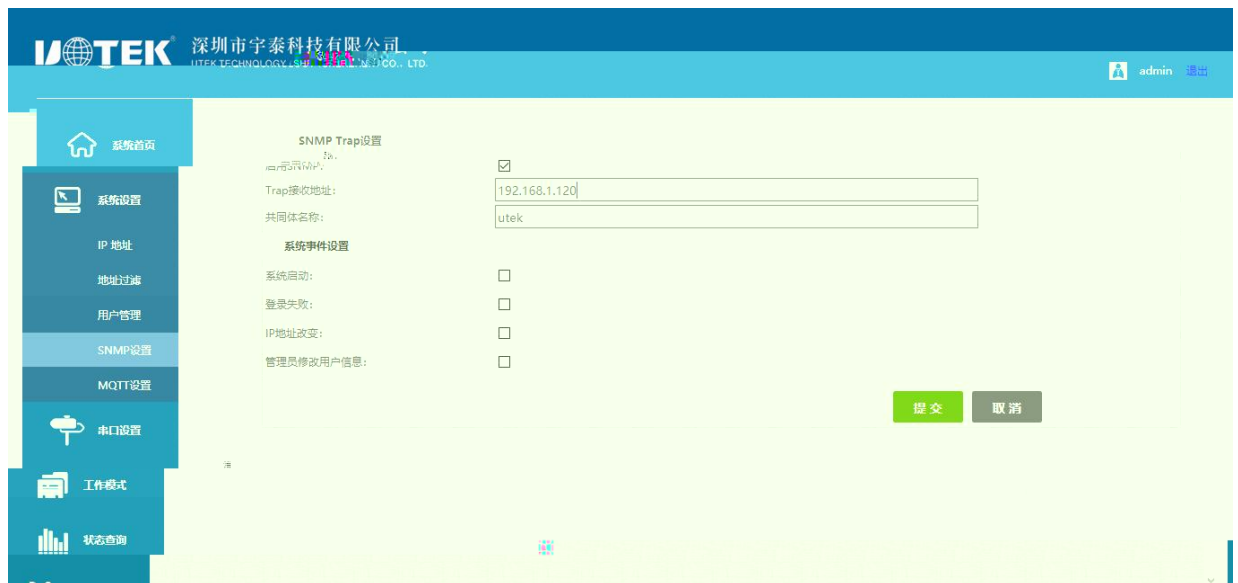 UOTEK® 深圳市宇泰科技有限公司
UTEK TECHNOLOGY CO., LTD.
admin 退出
系统首页
系统设置
IP 地址
地址过滤
用户管理
SNMP设置
MQTT设置
串口设置
工作模式
状态查询
SNMP Trap设置
Trap接收地址:
192.168.1.120
共同体名称:
utek
系统事件设置
系统启动:
登录失败:
IP地址改变:
管理员修改用户信息:
提交 取消